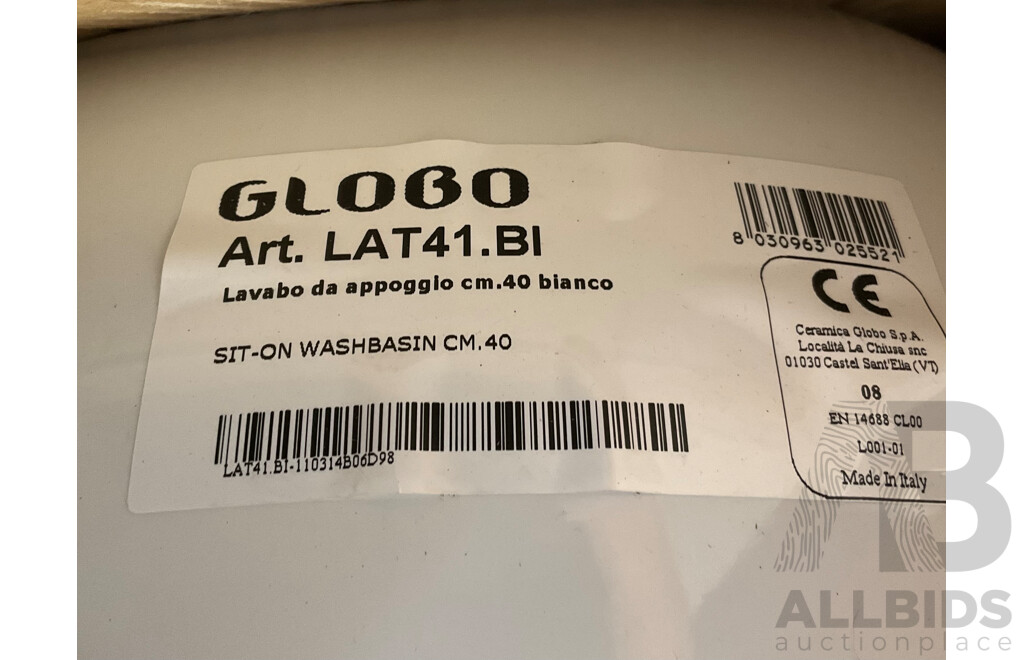 GLOBO
Art. LAT41.BI
Lavabo da appoggio cm.40 bianco
SIT-ON WASHBASIN CM.40
LAT41.BI-110314B06D98
8 030963 025521
CE
Ceramica Globo S.p.A.
Località La Chiusa snc
01030 Castel Sant'Elia (VT)
08
EN 14688 CL00
L001-01
Made In Italy
AB
ALLBIDS
auctionplace